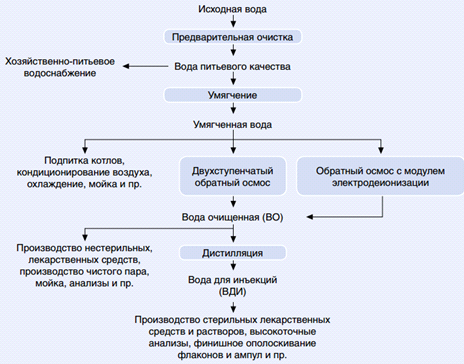 Исходная вода
Предварительная очистка
Хозяйственно-питьевое
водоснабжение
Вода питьевого качества
Умягчение
Умягченная вода
Подпитка котлов,
кондиционирование воздуха,
охлаждение, мойка и пр.
Двухступенчатый
обратный осмос
Обратный осмос с модулем
электродеионизации
Вода очищенная (ВО)
Производство нестерильных,
лекарственных средств,
производство чистого пара,
мойка, анализы и пр.
Дистилляция
Вода для инъекций
(ВДИ)
Производство стерильных лекарственных
средств и растворов, высокоточные
анализы, финишное ополоскивание
флаконов и ампул и пр.